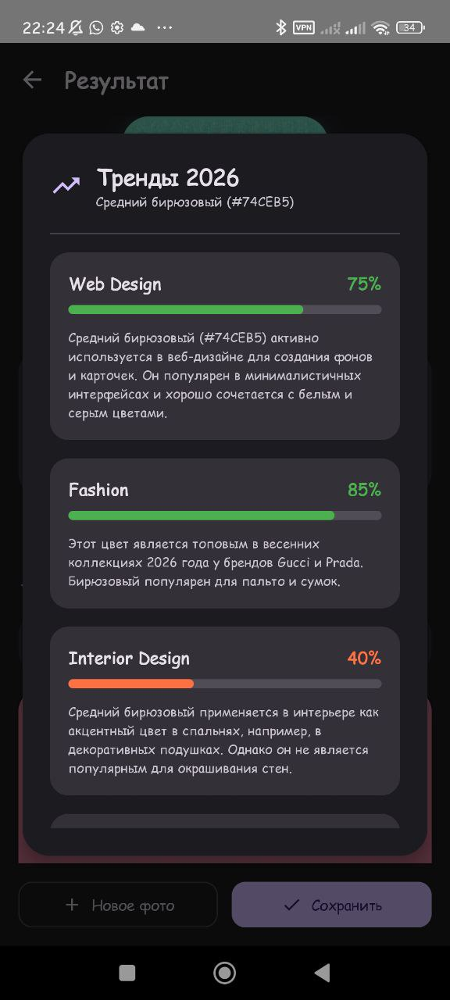 22:24
VPN
34
Результат
Тренды 2026
Средний бирюзовый (#74CEB5)
Web Design
75%
Средний бирюзовый (#74CEB5) активно
используется в веб-дизайне для создания фонов
и карточек. Он популярен в минималистичных
интерфейсах и хорошо сочетается с белым и
серым цветами.
Fashion
85%
Этот цвет является топовым в весенних
коллекциях 2026 года у брендов Gucci и Prada.
Бирюзовый популярен для пальто и сумок.
Interior Design
40%
Средний бирюзовый применяется в интерьере как
акцентный цвет в спальнях, например, в
декоративных подушках. Однако он не является
популярным для окрашивания стен.
+ Новое фото
Сохранить